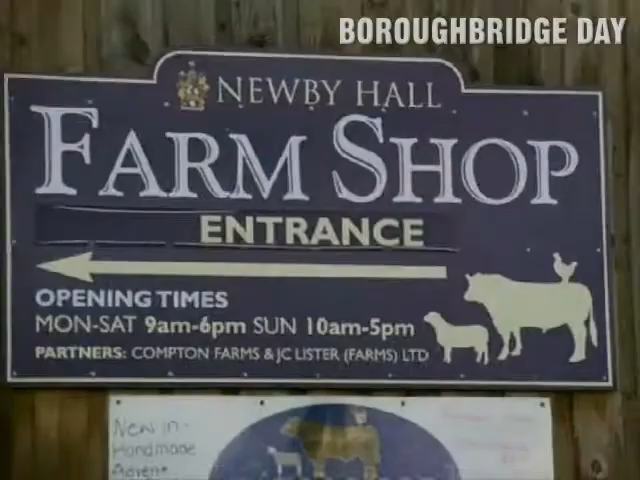 BOROUGHBRIDGE DAY
NEWBY HALL
FARM SHOP
ENTRANCE
OPENING TIMES
MON-SAT 9am-6pm SUN 10am-5pm
PARTNERS: COMPTON FARMS & JC LISTER (FARMS) LTD
New in -
Handmade